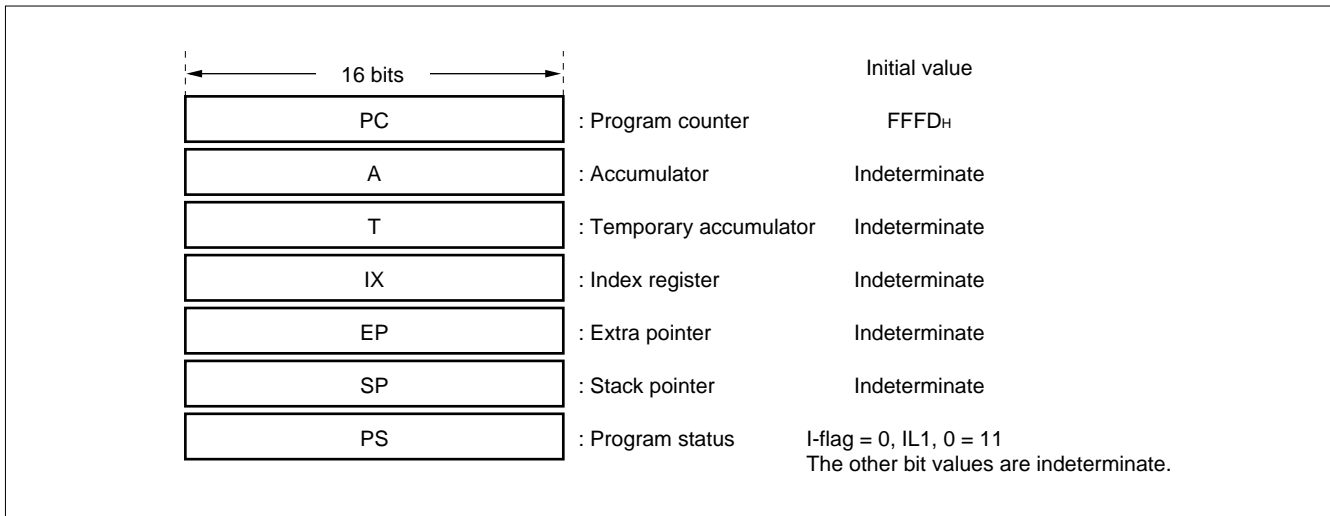 16 bits Initial value
PC : Program counter FFFDH
A : Accumulator Indeterminate
T : Temporary accumulator Indeterminate
IX : Index register Indeterminate
EP : Extra pointer Indeterminate
SP : Stack pointer Indeterminate
PS : Program status I-flag = 0, IL1, 0 = 11
The other bit values are indeterminate.